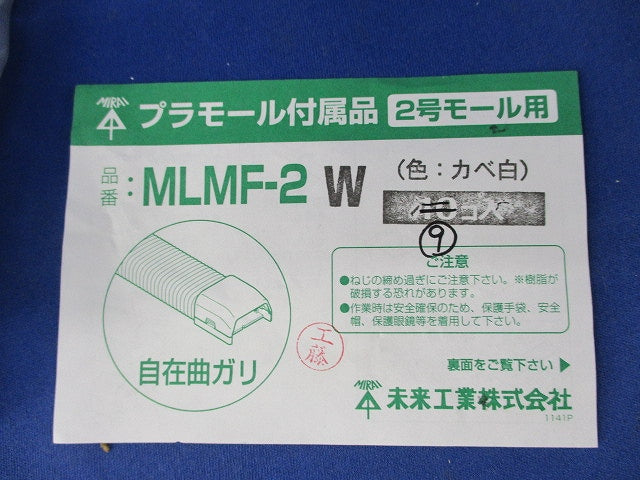 MIRAI プラモール付属品 2号モール用
品番：MLMF-2 W （色：カベ白）
10コ入
⑨
ご注意
●ねじの締め過ぎにご注意下さい。※樹脂が
破損する恐れがあります。
●作業時は安全確保のため、保護手袋、安全
帽、保護眼鏡等を着用して下さい。
自在曲ガリ
工藤
裏面をご覧下さい ▶
MIRAI 未来工業株式会社
1141P